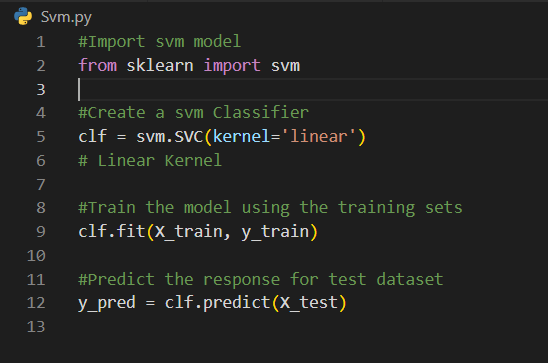 Svm.py
1 #Import svm model
2 from sklearn import svm
3
4 #Create a svm Classifier
5 clf = svm.SVC(kernel='linear')
6 # Linear Kernel
7
8 #Train the model using the training sets
9 clf.fit(X_train, y_train)
10
11 #Predict the response for test dataset
12 y_pred = clf.predict(X_test)
13